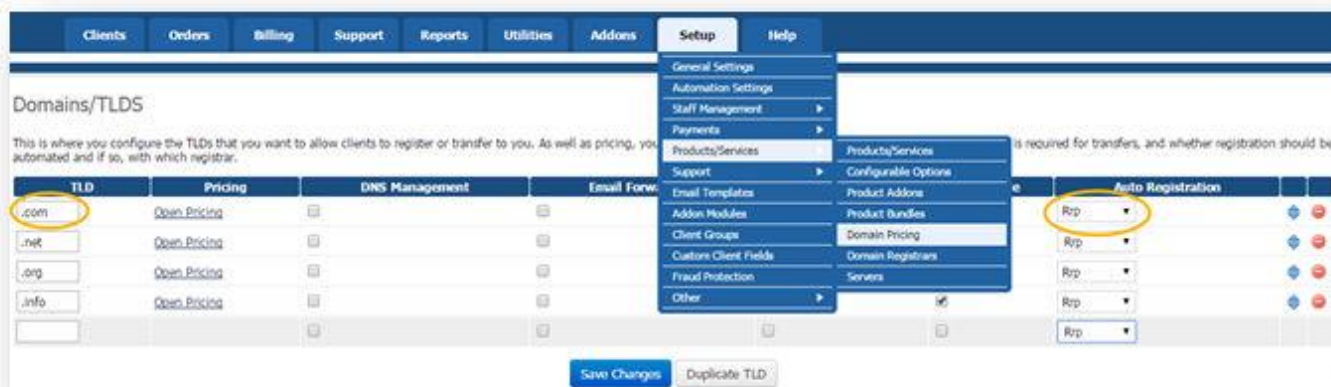 Clients Orders Billing Support Reports Utilities Addons Setup Help
General Settings
Automation Settings
Staff Management
Payments
Products/Services
Support
Email Templates
Addon Modules
Client Groups
Custom Client Fields
Fraud Protection
Other
Products/Services
Configurable Options
Product Addons
Product Bundles
Domain Pricing
Domain Registrars
Servers
Domains/TLDS
This is where you configure the TLDs that you want to allow clients to register or transfer to you. As well as pricing, you is required for transfers, and whether registration should be
automated and if so, with which registrar.
TLD Pricing DNS Management Email Forw e Auto Registration
.com Open Pricing Rrp
.net Open Pricing Rrp
.org Open Pricing Rrp
.info Open Pricing Rrp
Rrp
Save Changes Duplicate TLD